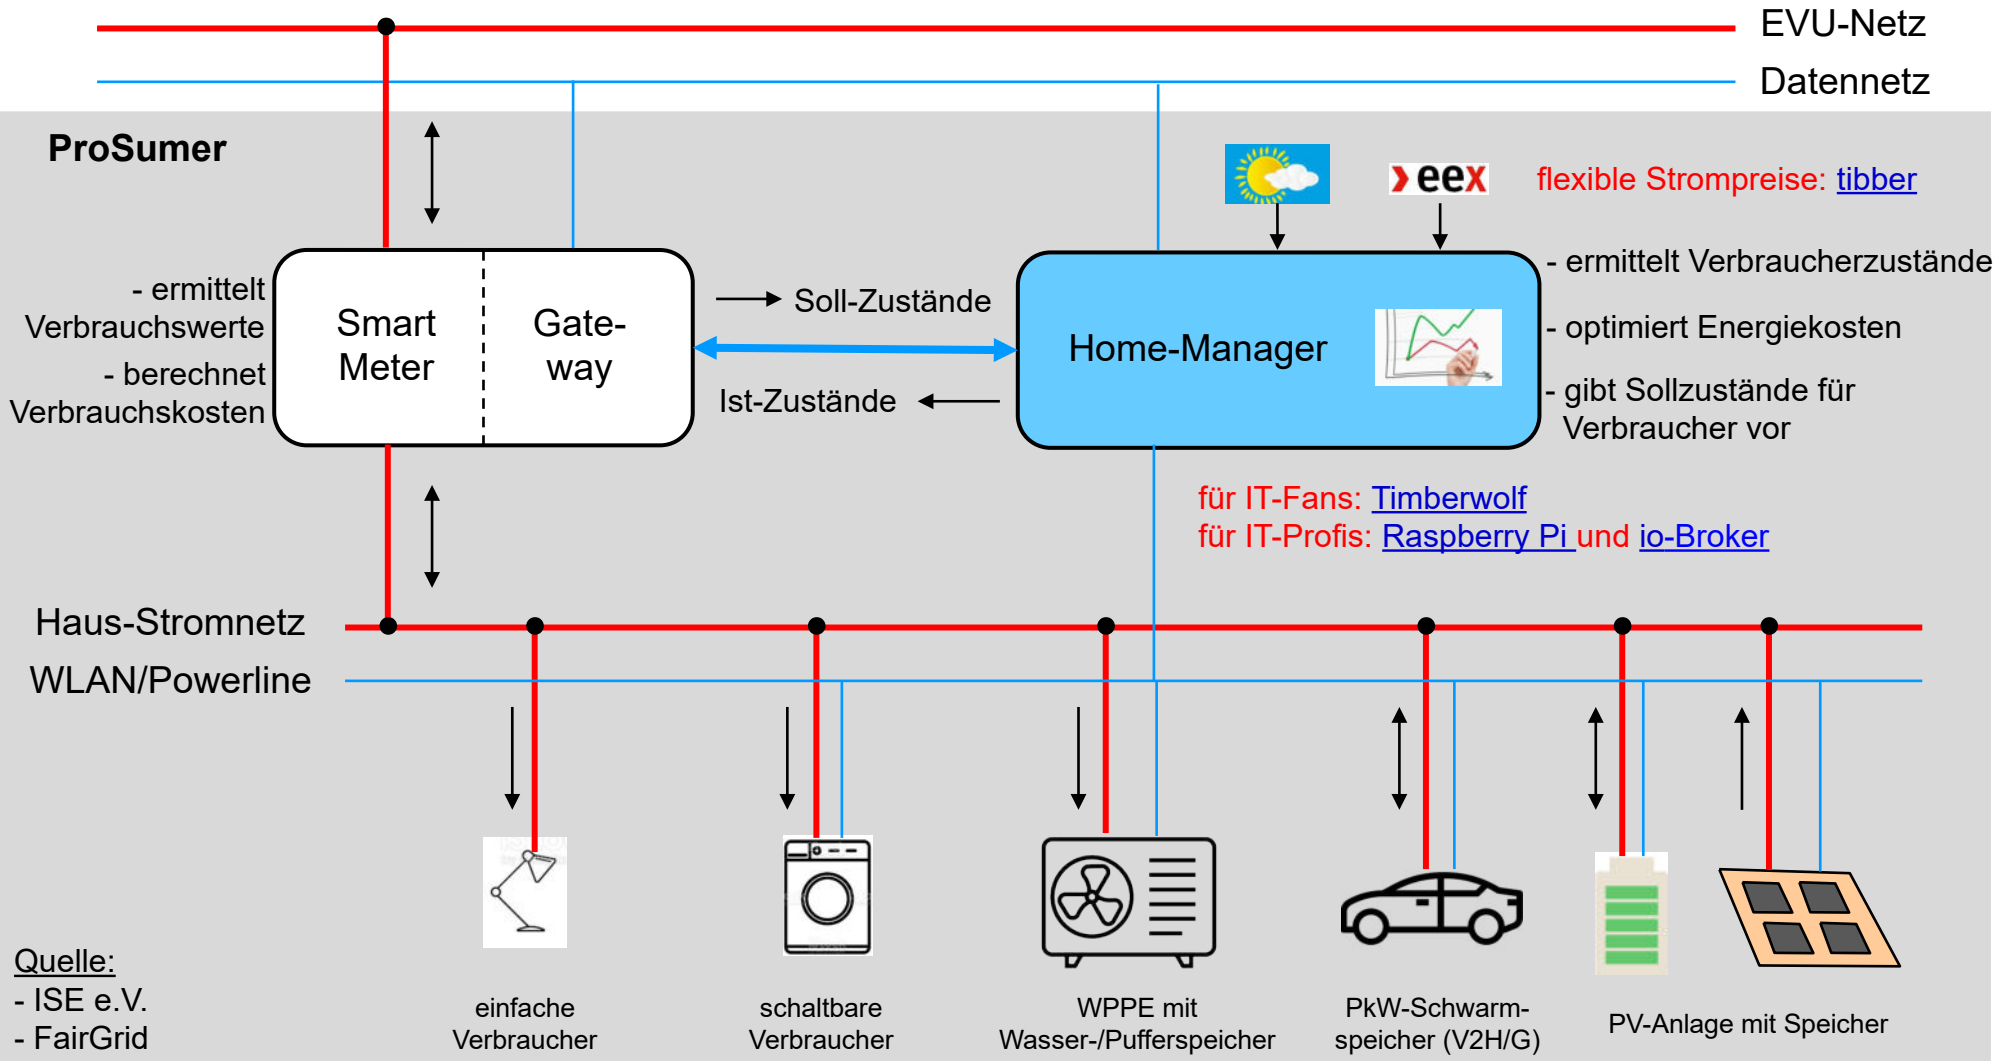 EVU-Netz
Datennetz
ProSumer
eex
flexible Strompreise: tibber
- ermittelt
Verbrauchswerte
- berechnet
Verbrauchskosten
Smart
Meter
Gate-
way
Soll-Zustände
Ist-Zustände
Home-Manager
- ermittelt Verbraucherzustände
- optimiert Energiekosten
- gibt Sollzustände für
Verbraucher vor
für IT-Fans: Timberwolf
für IT-Profis: Raspberry Pi und io-Broker
Haus-Stromnetz
WLAN/Powerline
Quelle:
- ISE e.V.
- FairGrid
einfache
Verbraucher
schaltbare
Verbraucher
WPPE mit
Wasser-/Pufferspeicher
PkW-Schwarm-
speicher (V2H/G)
PV-Anlage mit Speicher